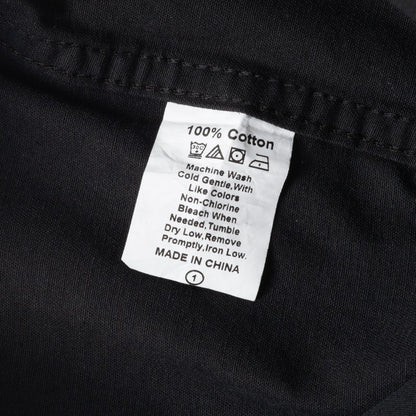 100% Cotton
Machine Wash
Cold Gentle,With
Like Colors
Non-Chlorine
Bleach When
Needed,Tumble
Dry Low,Remove
Promptly,Iron Low.
MADE IN CHINA
1